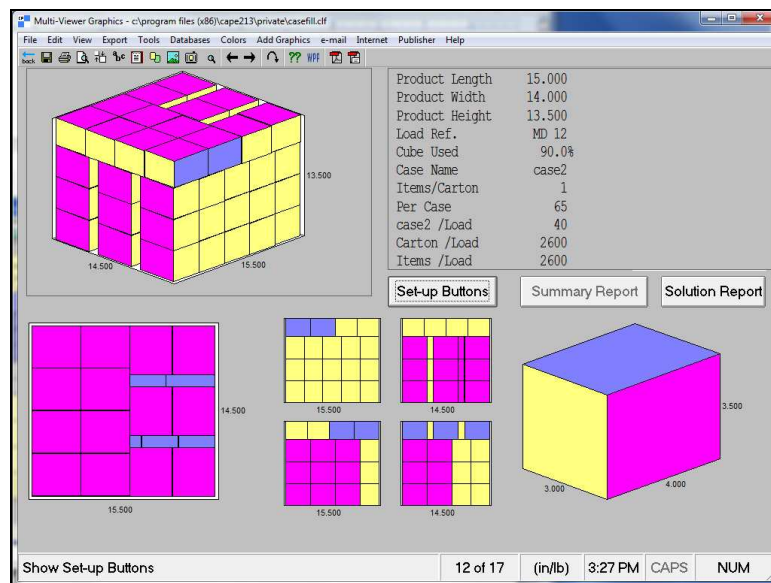 Multi-Viewer Graphics - c:\program files (x86)\cape213\private\casefill.clf
File Edit View Export Tools Databases Colors Add Graphics e-mail Internet Publisher Help
back
abc
??
WPF
13.500
14.500
15.500
Product Length 15.000
Product Width 14.000
Product Height 13.500
Load Ref. MD 12
Cube Used 90.0%
Case Name case2
Items/Carton 1
Per Case 65
case2 /Load 40
Carton /Load 2600
Items /Load 2600
Set-up Buttons
Summary Report
Solution Report
14.500
15.500
15.500
14.500
15.500
14.500
3.500
3.000
4.000
Show Set-up Buttons
12 of 17
(in/lb)
3:27 PM
CAPS
NUM